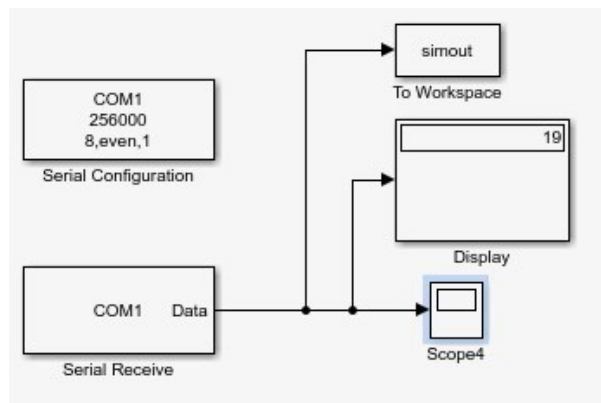 simout
To Workspace
COM1
256000
8,even,1
Serial Configuration
19
Display
COM1 Data
Serial Receive
Scope4